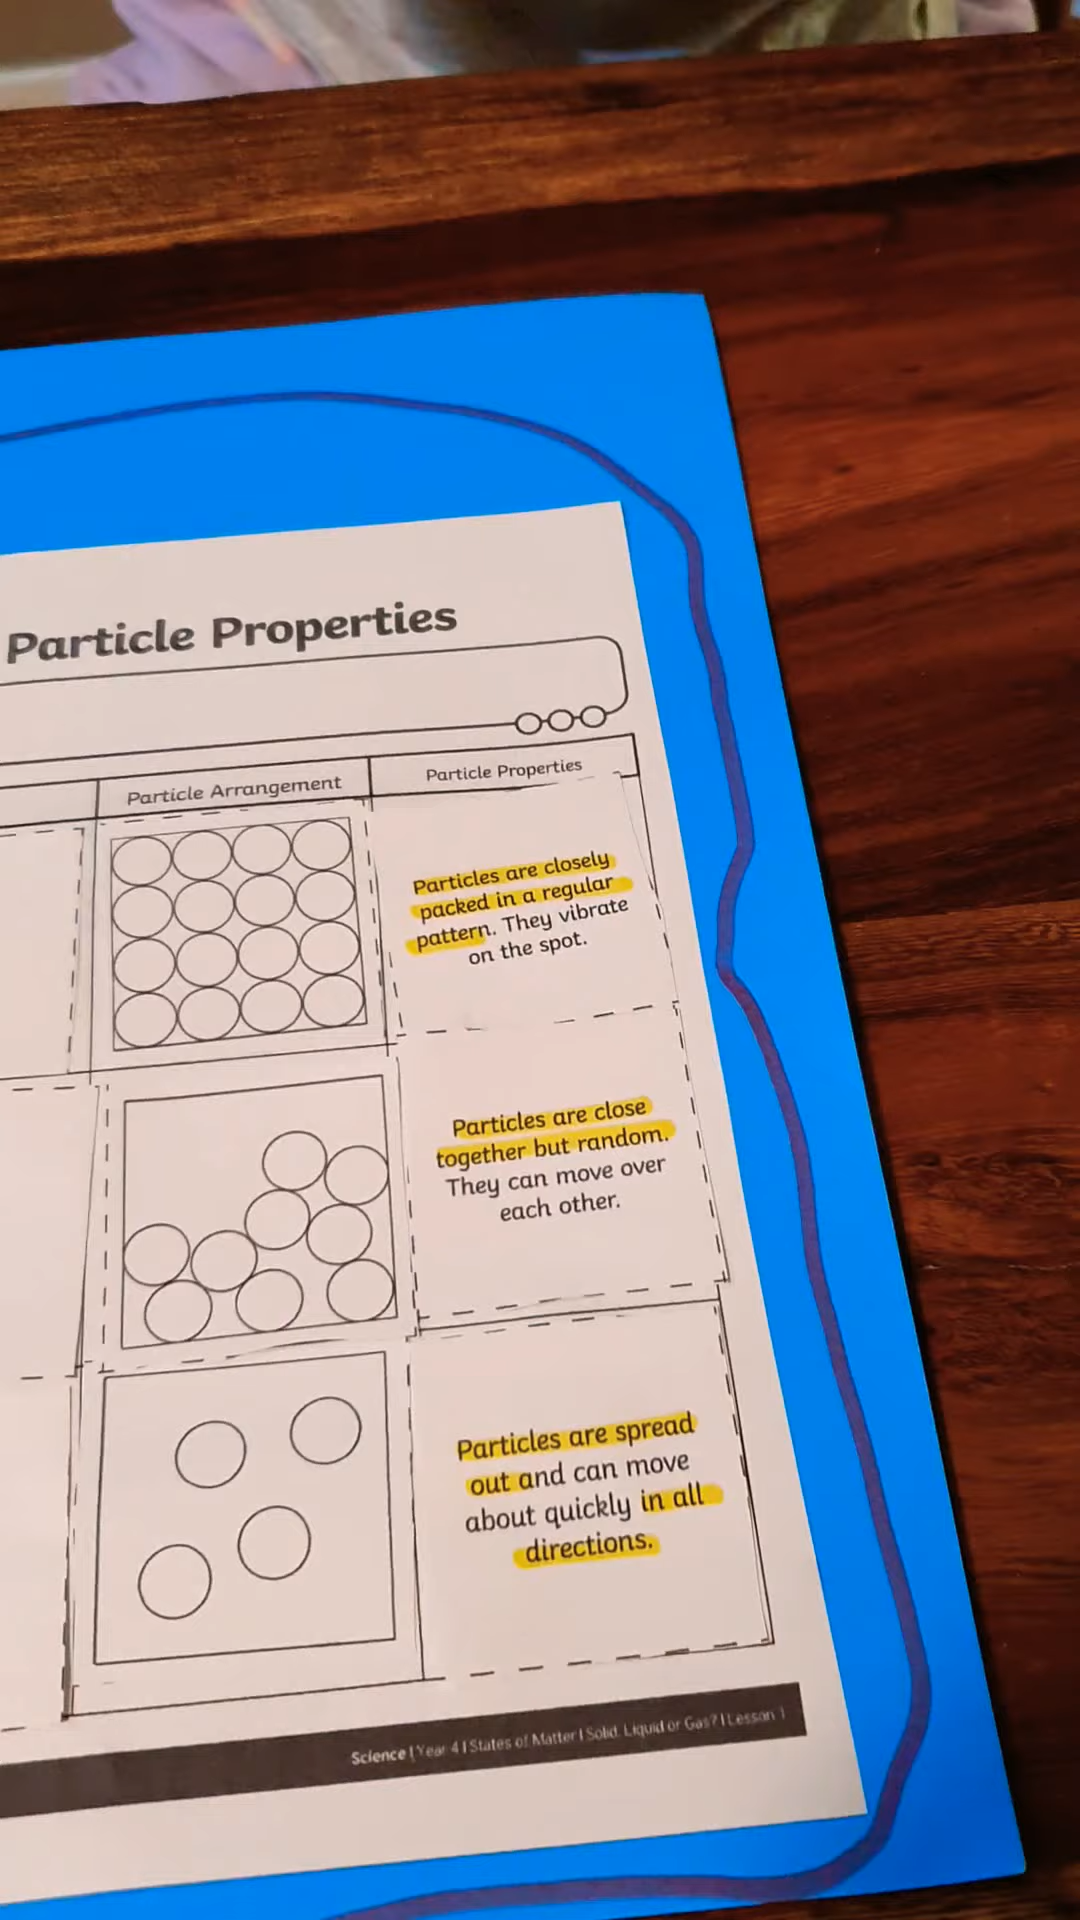 Particle Properties
Particle Arrangement
Particle Properties
Particles are closely
packed in a regular
pattern. They vibrate
on the spot.
Particles are close
together but random.
They can move over
each other.
Particles are spread
out and can move
about quickly in all
directions.
Science | Year 4 | States of Matter | Solid, Liquid or Gas? | Lesson 1